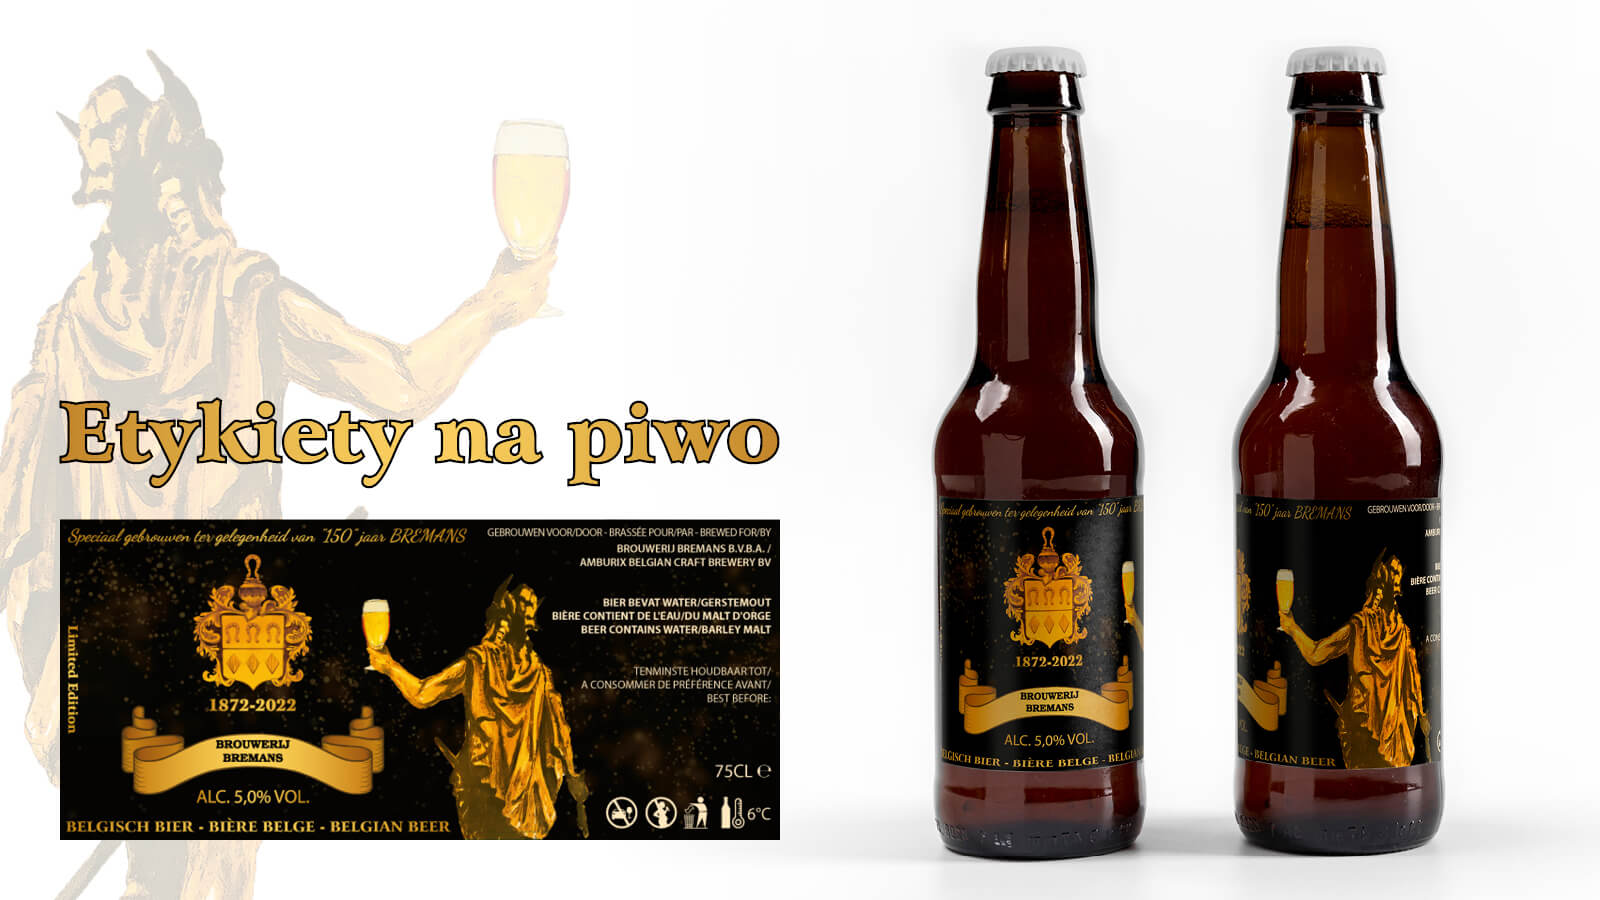 Etykiety na piwo
Speciaal gebrouwen ter gelegenheid van "150" jaar BREMANS
GEBROUWEN VOOR/DOOR - BRASSÉE POUR/PAR - BREWED FOR/BY
BROUWERIJ BREMANS B.V.B.A. /
AMBURIX BELGIAN CRAFT BREWERY BV
BIER BEVAT WATER/GERSTEMOUT
BIÈRE CONTIENT DE L'EAU/DU MALT D'ORGE
BEER CONTAINS WATER/BARLEY MALT
TENMINSTE HOUDBAAR TOT/
A CONSOMMER DE PRÉFÉRENCE AVANT/
BEST BEFORE:
Limited Edition
1872-2022
BROUWERIJ
BREMANS
ALC. 5,0% VOL.
75CL ℮
6°C
BELGISCH BIER - BIÈRE BELGE - BELGIAN BEER
Speciaal gebrouwen ter gelegenheid van "150" jaar
1872-2022
BROUWERIJ
BREMANS
ALC. 5,0% VOL.
BIER - BIÈRE BELGE -
"150" jaar BREMANS
GEBROUWEN VOOR/DOOR -
BIÈRE
BEER
- BELGIAN BEER